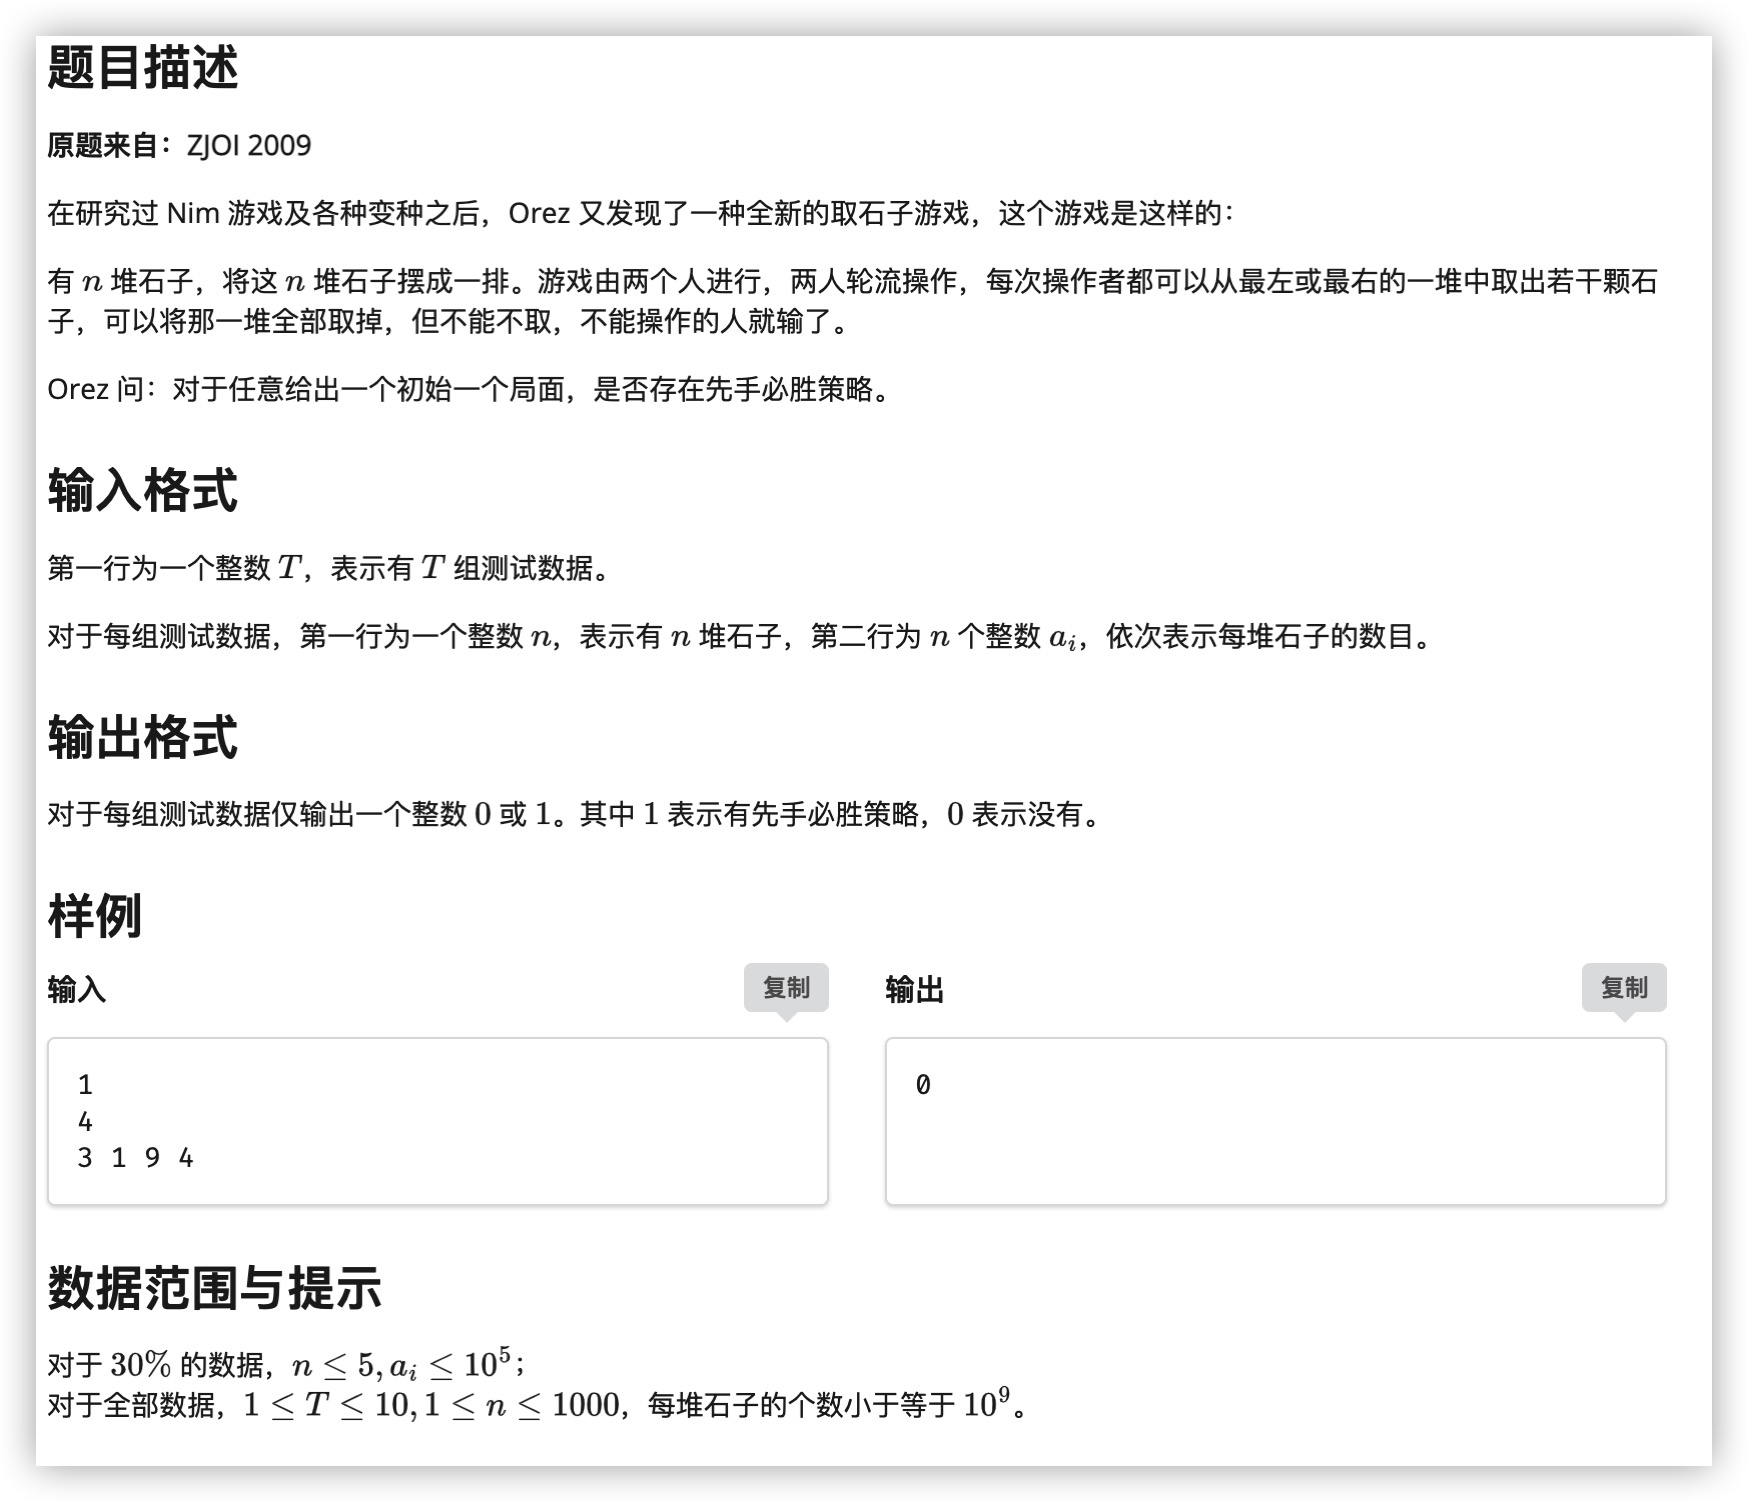 题目描述
原题来自：ZJOI 2009
在研究过 Nim 游戏及各种变种之后，Orez 又发现了一种全新的取石子游戏，这个游戏是这样的：
有 n 堆石子，将这 n 堆石子摆成一排。游戏由两个人进行，两人轮流操作，每次操作者都可以从最左或最右的一堆中取出若干颗石
子，可以将那一堆全部取掉，但不能不取，不能操作的人就输了。
Orez 问：对于任意给出一个初始一个局面，是否存在先手必胜策略。
输入格式
第一行为一个整数 T，表示有 T 组测试数据。
对于每组测试数据，第一行为一个整数 n，表示有 n 堆石子，第二行为 n 个整数 a_i，依次表示每堆石子的数目。
输出格式
对于每组测试数据仅输出一个整数 0 或 1。其中 1 表示有先手必胜策略，0 表示没有。
样例
输入 复制 输出 复制
1
4
3 1 9 4
0
数据范围与提示
对于 30% 的数据，n ≤ 5, a_i ≤ 10^5；
对于全部数据，1 ≤ T ≤ 10, 1 ≤ n ≤ 1000，每堆石子的个数小于等于 10^9。